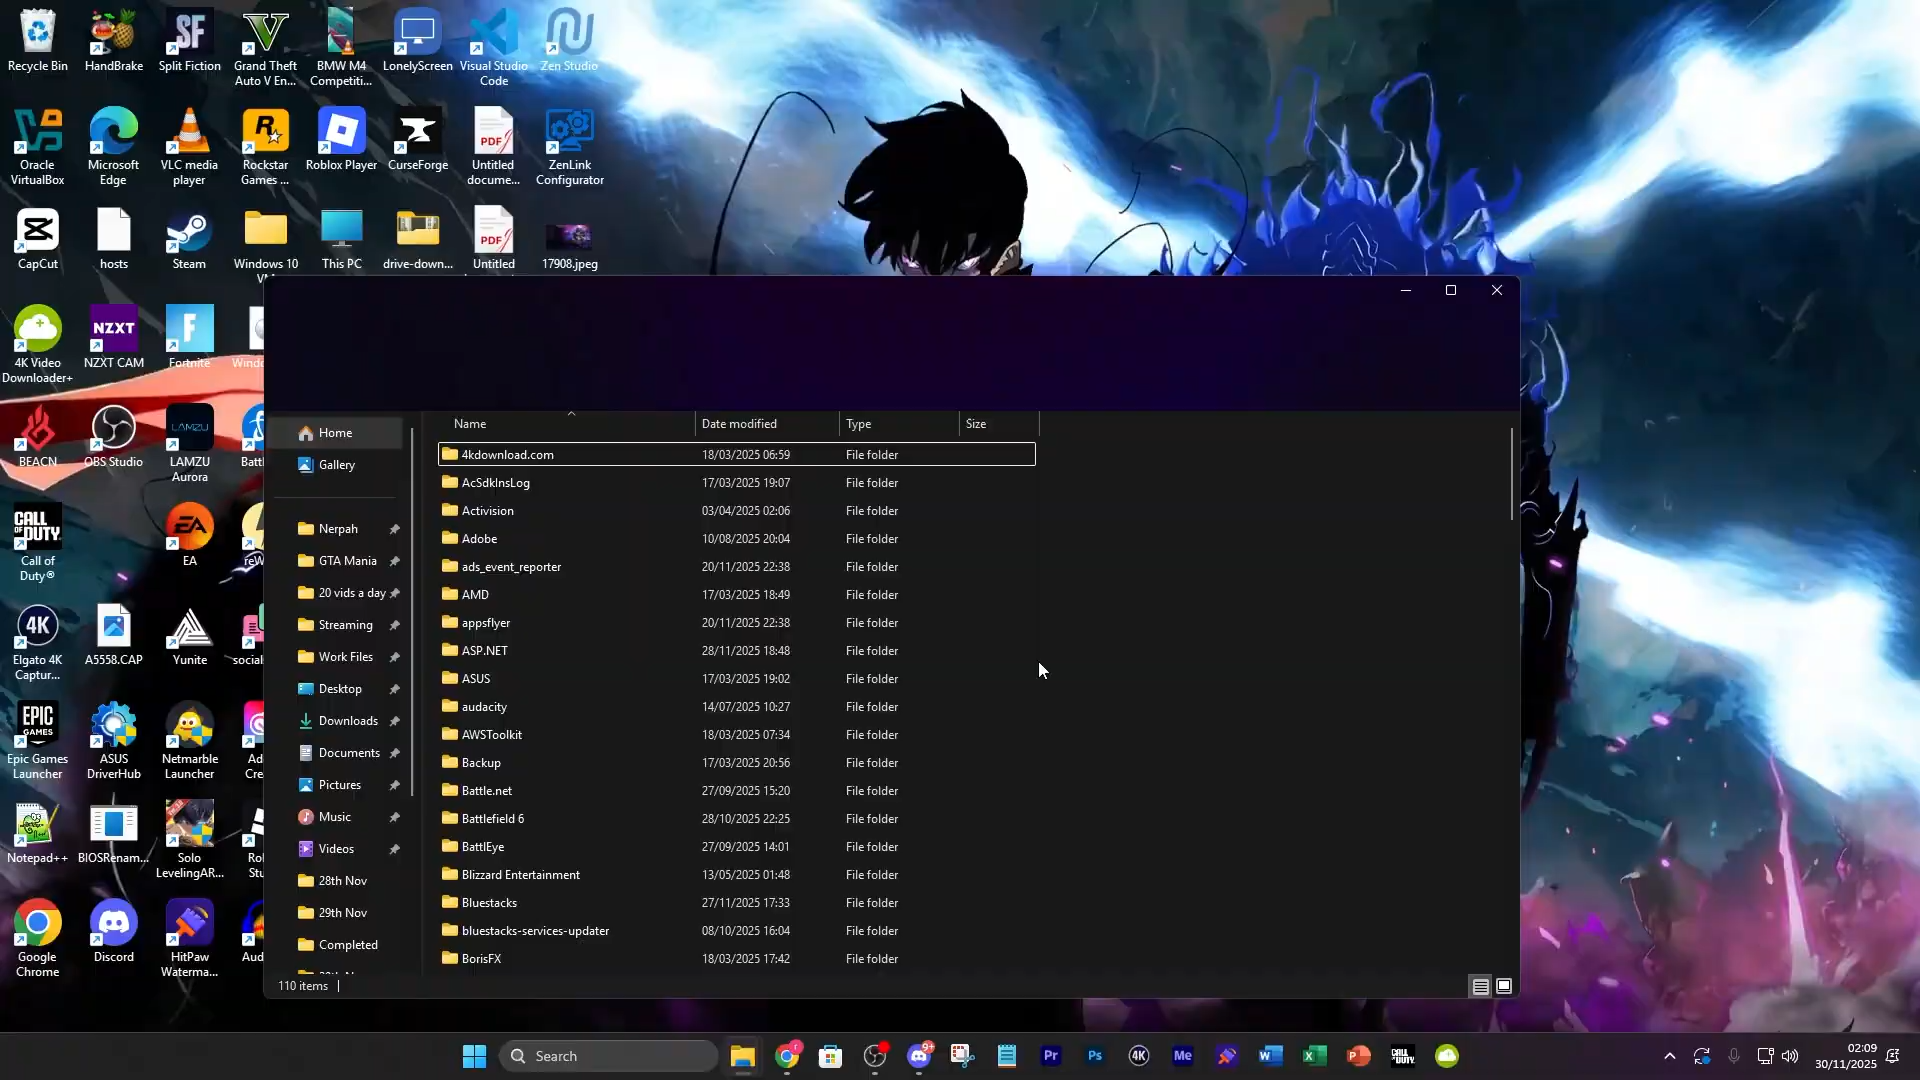 Recycle Bin
HandBrake
Split Fiction
Grand Theft
Auto V En...
BMW M4
Competiti...
LonelyScreen
Visual Studio
Code
Zen Studio
Oracle
VirtualBox
Microsoft
Edge
VLC media
player
Rockstar
Games ...
Roblox Player
CurseForge
Untitled
docume...
ZenLink
Configurator
CapCut
hosts
Steam
Windows 10
This PC
drive-down...
Untitled
17908.jpeg
4K Video
Downloader+
NZXT CAM
Fortnite
BEACN
OBS Studio
LAMZU
Aurora
Call of
Duty®
EA
Elgato 4K
Captur...
A5558.CAP
Yunite
social
Epic Games
Launcher
ASUS
DriverHub
Netmarble
Launcher
Notepad++
BIOSRenam...
Solo
LevelingAR...
Google
Chrome
Discord
HitPaw
Waterma...
Home
Gallery
Nerpah
GTA Mania
20 vids a day
Streaming
Work Files
Desktop
Downloads
Documents
Pictures
Music
Videos
28th Nov
29th Nov
Completed
Name Date modified Type Size
4kdownload.com 18/03/2025 06:59 File folder
AcSdkInsLog 17/03/2025 19:07 File folder
Activision 03/04/2025 02:06 File folder
Adobe 10/08/2025 20:04 File folder
ads_event_reporter 20/11/2025 22:38 File folder
AMD 17/03/2025 18:49 File folder
appsflyer 20/11/2025 22:38 File folder
ASP.NET 28/11/2025 18:48 File folder
ASUS 17/03/2025 19:02 File folder
audacity 14/07/2025 10:27 File folder
AWSToolkit 18/03/2025 07:34 File folder
Backup 17/03/2025 20:56 File folder
Battle.net 27/09/2025 15:20 File folder
Battlefield 6 28/10/2025 22:25 File folder
BattlEye 27/09/2025 14:01 File folder
Blizzard Entertainment 13/05/2025 01:48 File folder
Bluestacks 27/11/2025 17:33 File folder
bluestacks-services-updater 08/10/2025 16:04 File folder
BorisFX 18/03/2025 17:42 File folder
110 items
Search
02:09
30/11/2025